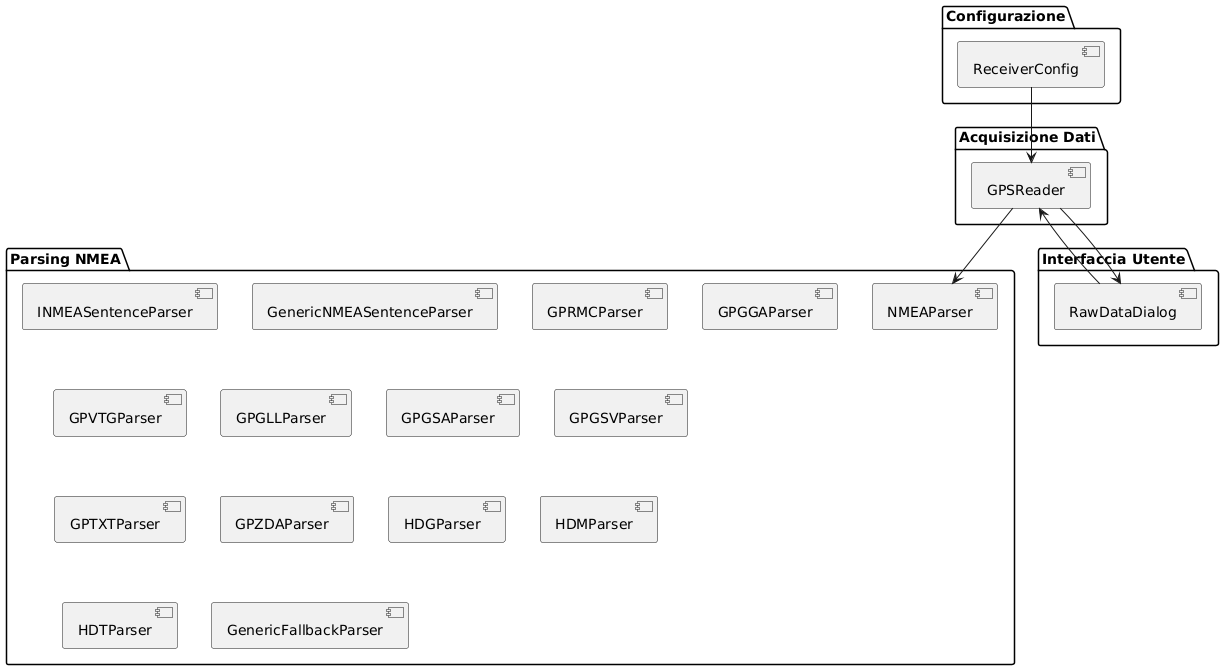 Configurazione
ReceiverConfig
Acquisizione Dati
GPSReader
Parsing NMEA
INMEASentenceParser
GenericNMEASentenceParser
GPRMCParser
GPGGAParser
NMEAParser
Interfaccia Utente
RawDataDialog
GPVTGParser
GPGLLParser
GPGSAParser
GPGSVParser
GPTXTParser
GPZDAParser
HDGParser
HDMParser
HDTParser
GenericFallbackParser